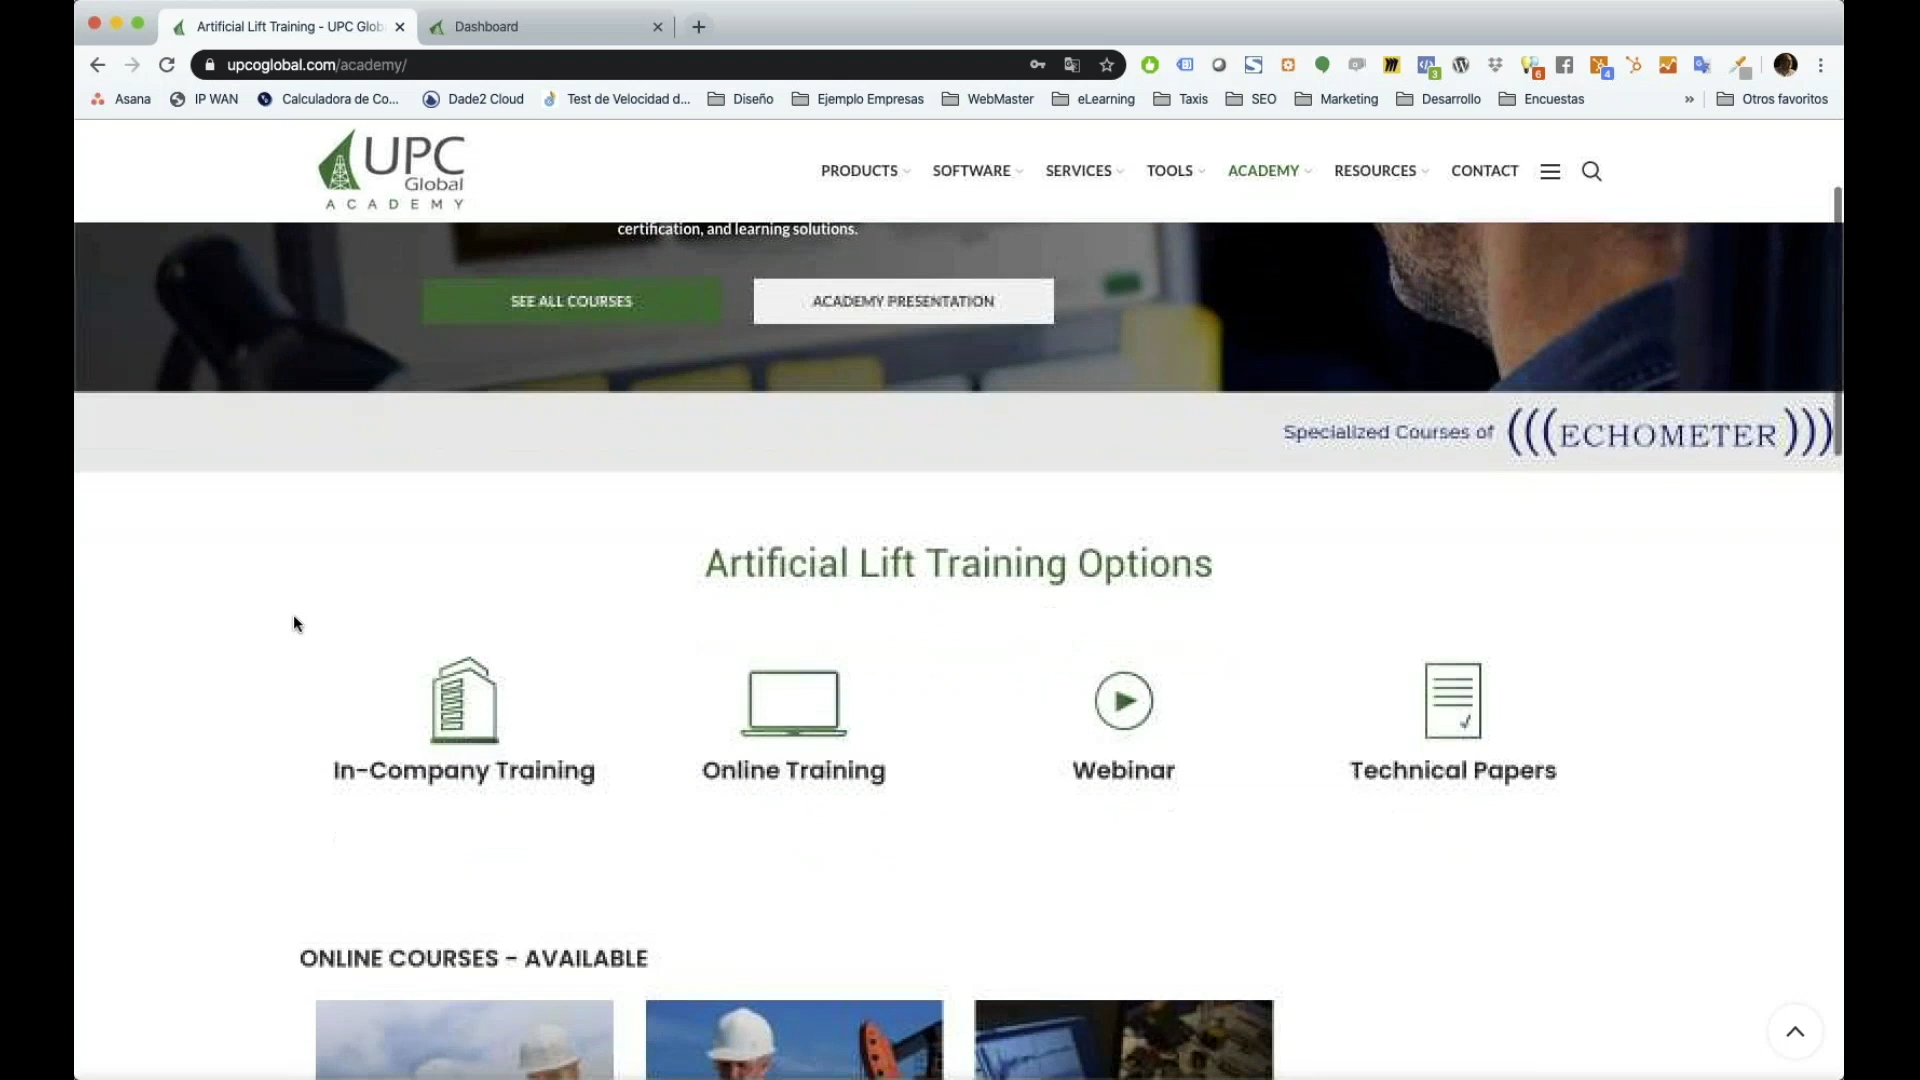 Artificial Lift Training - UPC Glob
Dashboard
upcoglobal.com/academy/
3
6
4
Asana
IP WAN
Calculadora de Co...
Dade2 Cloud
Test de Velocidad d...
Diseño
Ejemplo Empresas
WebMaster
eLearning
Taxis
SEO
Marketing
Desarrollo
Encuestas
»
Otros favoritos
UPC
Global
ACADEMY
PRODUCTS
SOFTWARE
SERVICES
TOOLS
ACADEMY
RESOURCES
CONTACT
certification, and learning solutions.
SEE ALL COURSES
ACADEMY PRESENTATION
Specialized Courses of (((ECHOMETER)))
Artificial Lift Training Options
In-Company Training
Online Training
Webinar
Technical Papers
ONLINE COURSES - AVAILABLE